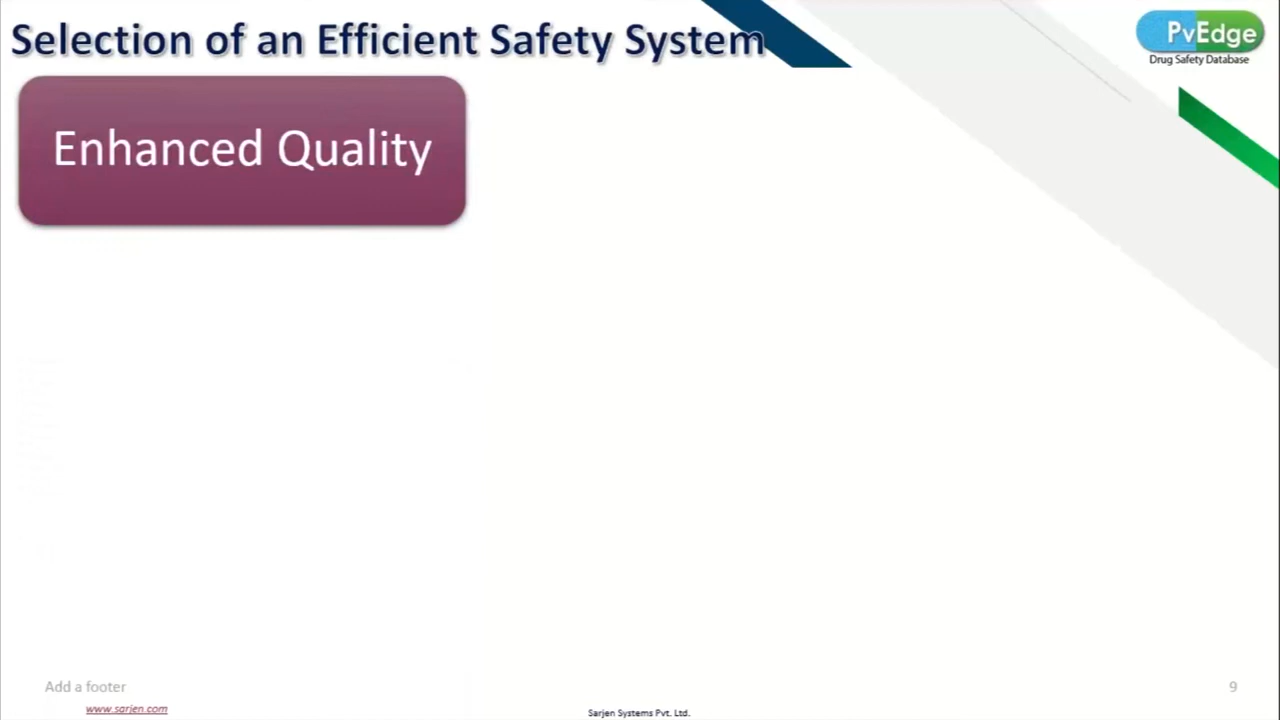 Selection of an Efficient Safety System
PvEdge
Drug Safety Database
Enhanced Quality
Add a footer
9
www.sarjen.com
Sarjen Systems Pvt. Ltd.